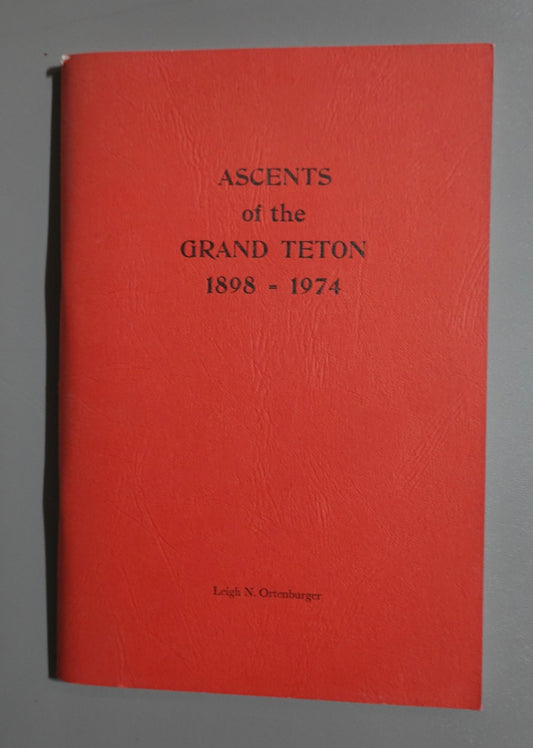 ASCENTS
of the
GRAND TETON
1898 - 1974
Leigh N. Ortenburger